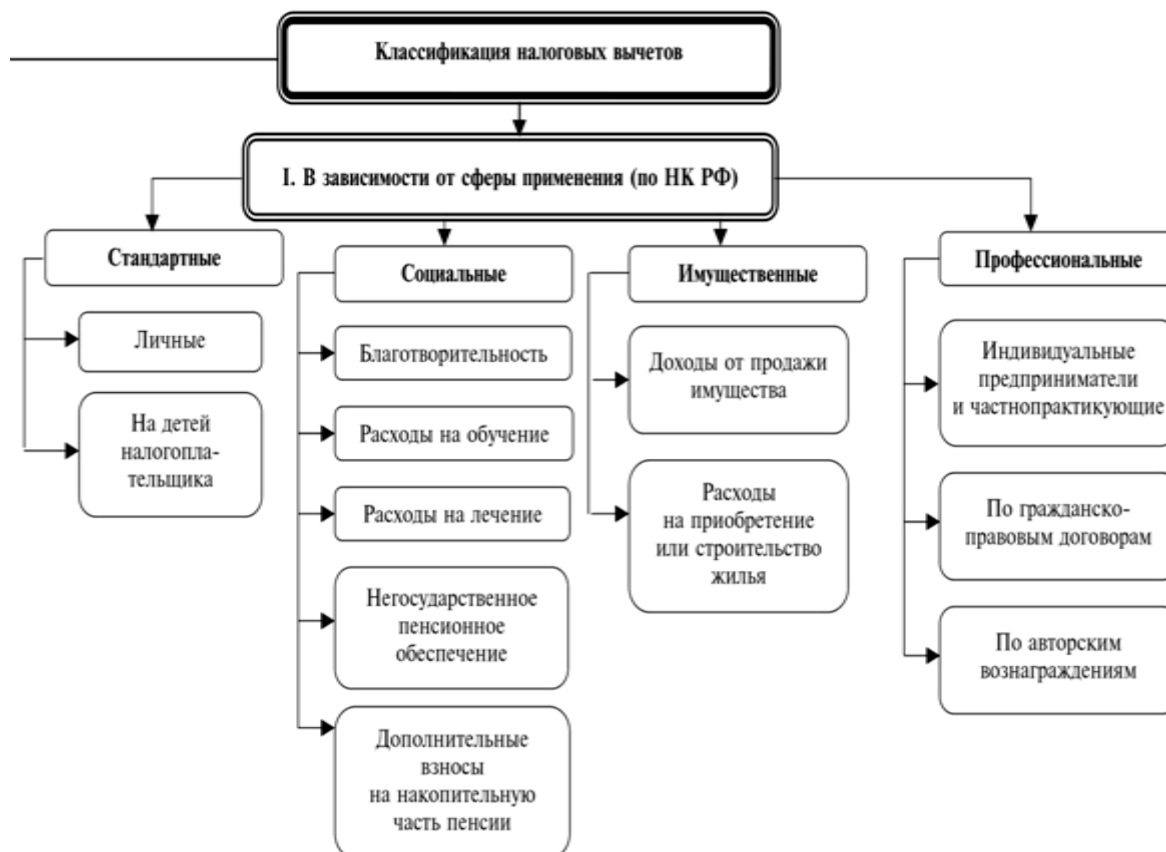 Классификация налоговых вычетов
I. В зависимости от сферы применения (по НК РФ)
Стандартные
Личные
На детей
налогопла-
тельщика
Социальные
Благотворительность
Расходы на обучение
Расходы на лечение
Негосударственное
пенсионное
обеспечение
Дополнительные
взносы
на накопительную
часть пенсии
Имущественные
Доходы от продажи
имущества
Расходы
на приобретение
или строительство
жилья
Профессиональные
Индивидуальные
предприниматели
и частнопрактикующие
По гражданско-
правовым договорам
По авторским
вознаграждениям